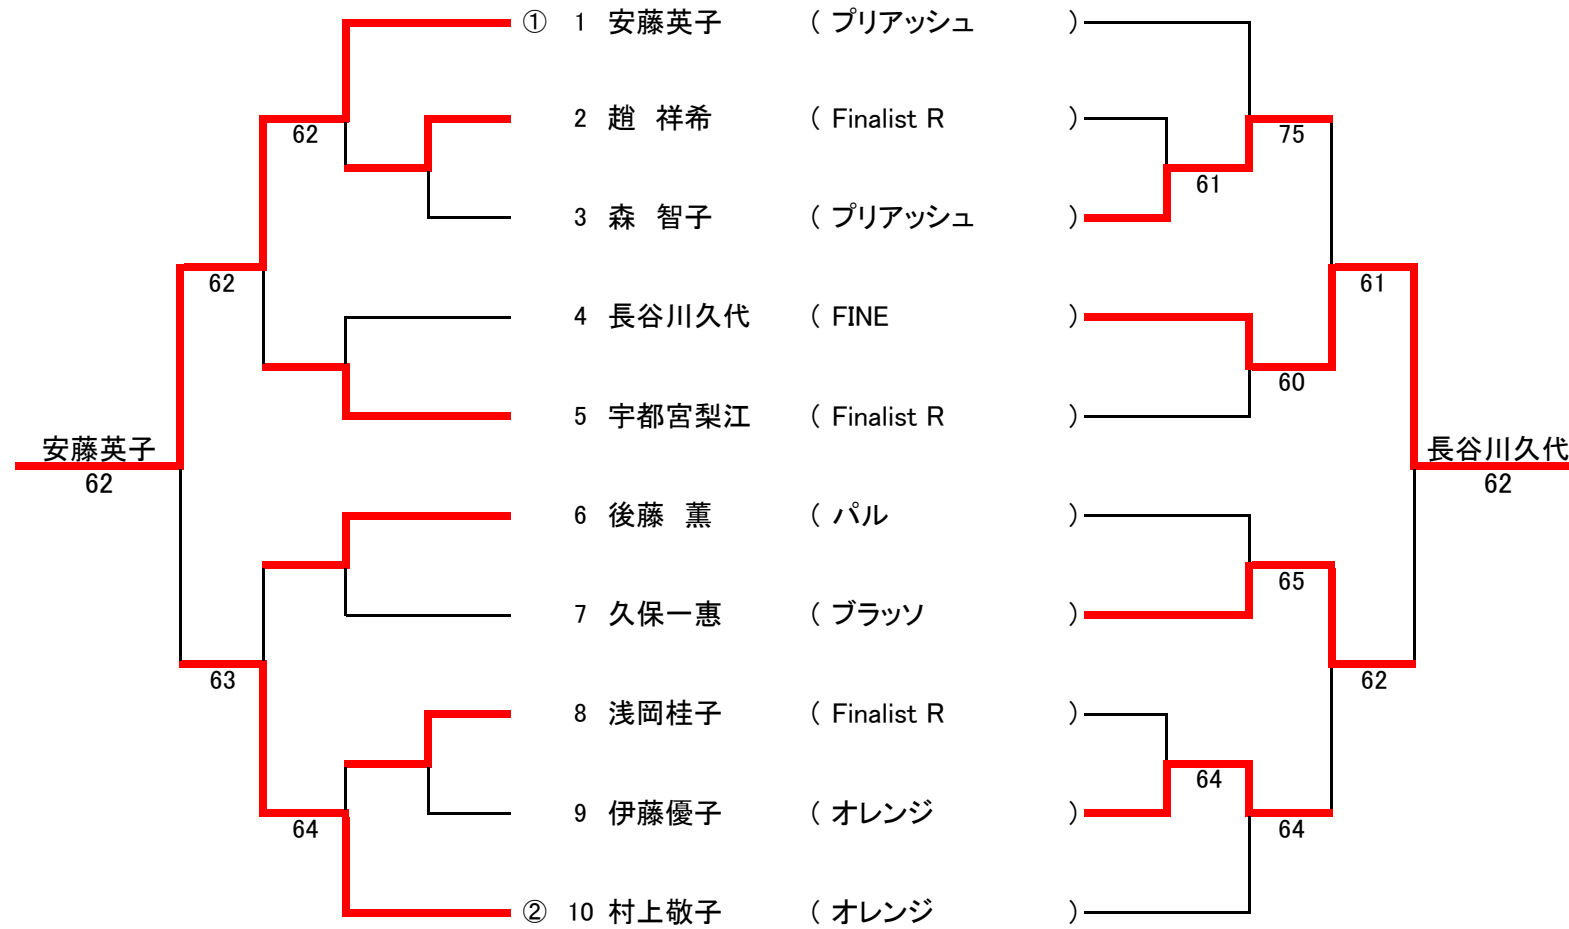 ① 1 安藤英子 ( プリアッシュ )
2 趙 祥希 ( Finalist R )
62 75
61
3 森 智子 ( プリアッシュ )
62 61
4 長谷川久代 ( FINE )
60
5 宇都宮梨江 ( Finalist R )
安藤英子 長谷川久代
62 62
6 後藤 薫 ( パル )
65
7 久保一惠 ( ブラッソ )
63 62
8 浅岡桂子 ( Finalist R )
64
9 伊藤優子 ( オレンジ )
64 64
② 10 村上敬子 ( オレンジ )